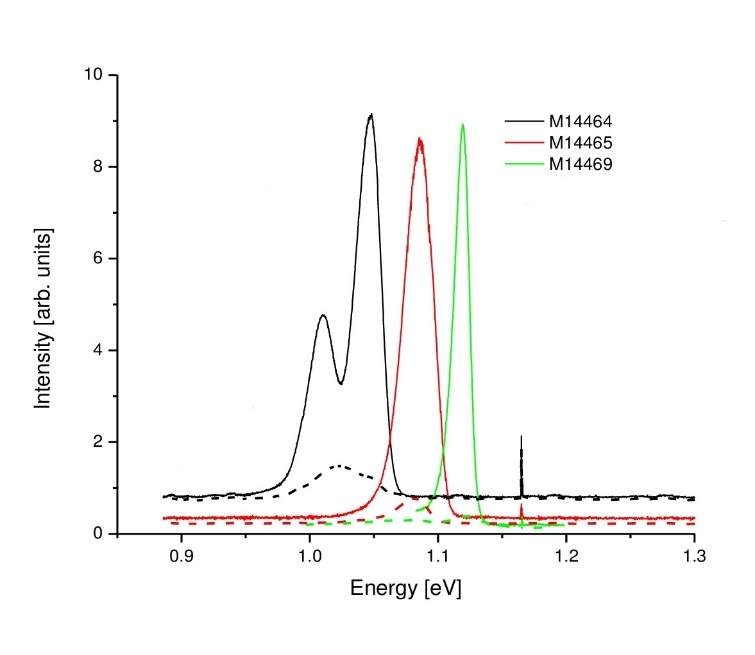 10
8
6
4
2
0
Intensity [arb. units]
M14464
M14465
M14469
0.9 1.0 1.1 1.2 1.3
Energy [eV]